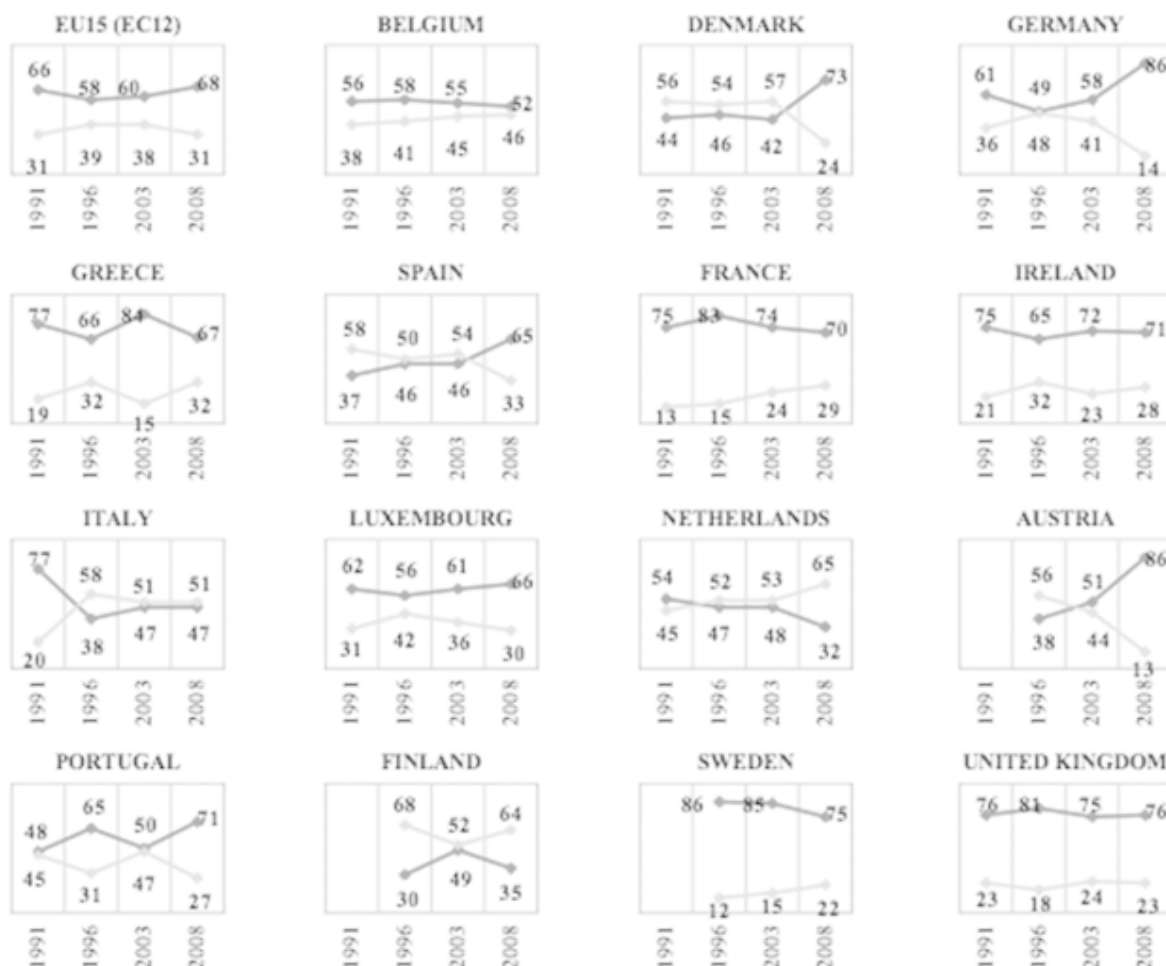 EU15 (EC12)
66 58 60 68
31 39 38 31
1991 1996 2003 2008
BELGIUM
56 58 55 52
38 41 45 46
1991 1996 2003 2008
DENMARK
56 54 57 73
44 46 42 24
1991 1996 2003 2008
GERMANY
61 49 58 86
36 48 41 14
1991 1996 2003 2008
GREECE
77 66 84 67
19 32 15 32
1991 1996 2003 2008
SPAIN
58 50 54 65
37 46 46 33
1991 1996 2003 2008
FRANCE
75 83 74 70
13 15 24 29
1991 1996 2003 2008
IRELAND
75 65 72 71
21 32 23 28
1991 1996 2003 2008
ITALY
77 58 51 51
20 38 47 47
1991 1996 2003 2008
LUXEMBOURG
62 56 61 66
31 42 36 30
1991 1996 2003 2008
NETHERLANDS
54 52 53 65
45 47 48 32
1991 1996 2003 2008
AUSTRIA
56 51 86
38 44 13
1991 1996 2003 2008
PORTUGAL
48 65 50 71
45 31 47 27
1991 1996 2003 2008
FINLAND
68 52 64
30 49 35
1991 1996 2003 2008
SWEDEN
86 85 75
12 15 22
1991 1996 2003 2008
UNITED KINGDOM
76 81 75 76
23 18 24 23
1991 1996 2003 2008